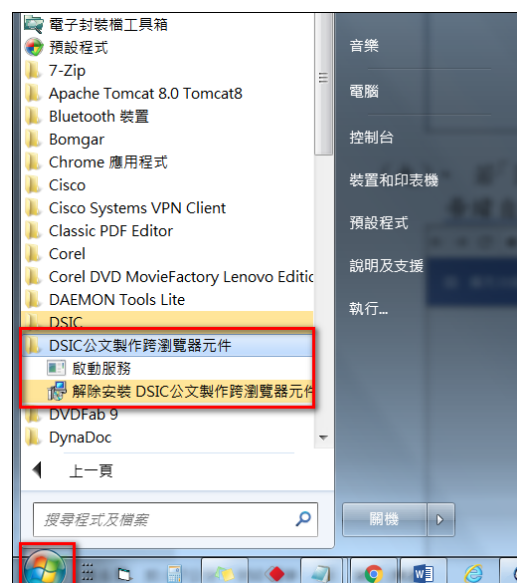 電子封裝檔工具箱
預設程式
7-Zip
Apache Tomcat 8.0 Tomcat8
Bluetooth 裝置
Bomgar
Chrome 應用程式
Cisco
Cisco Systems VPN Client
Classic PDF Editor
Corel
Corel DVD MovieFactory Lenovo Editic
DAEMON Tools Lite
DSIC
DSIC公文製作跨瀏覽器元件
啟動服務
解除安裝 DSIC公文製作跨瀏覽器元件
DVDFab 9
DynaDoc
上一頁
搜尋程式及檔案
音樂
電腦
控制台
裝置和印表機
預設程式
說明及支援
執行...
關機